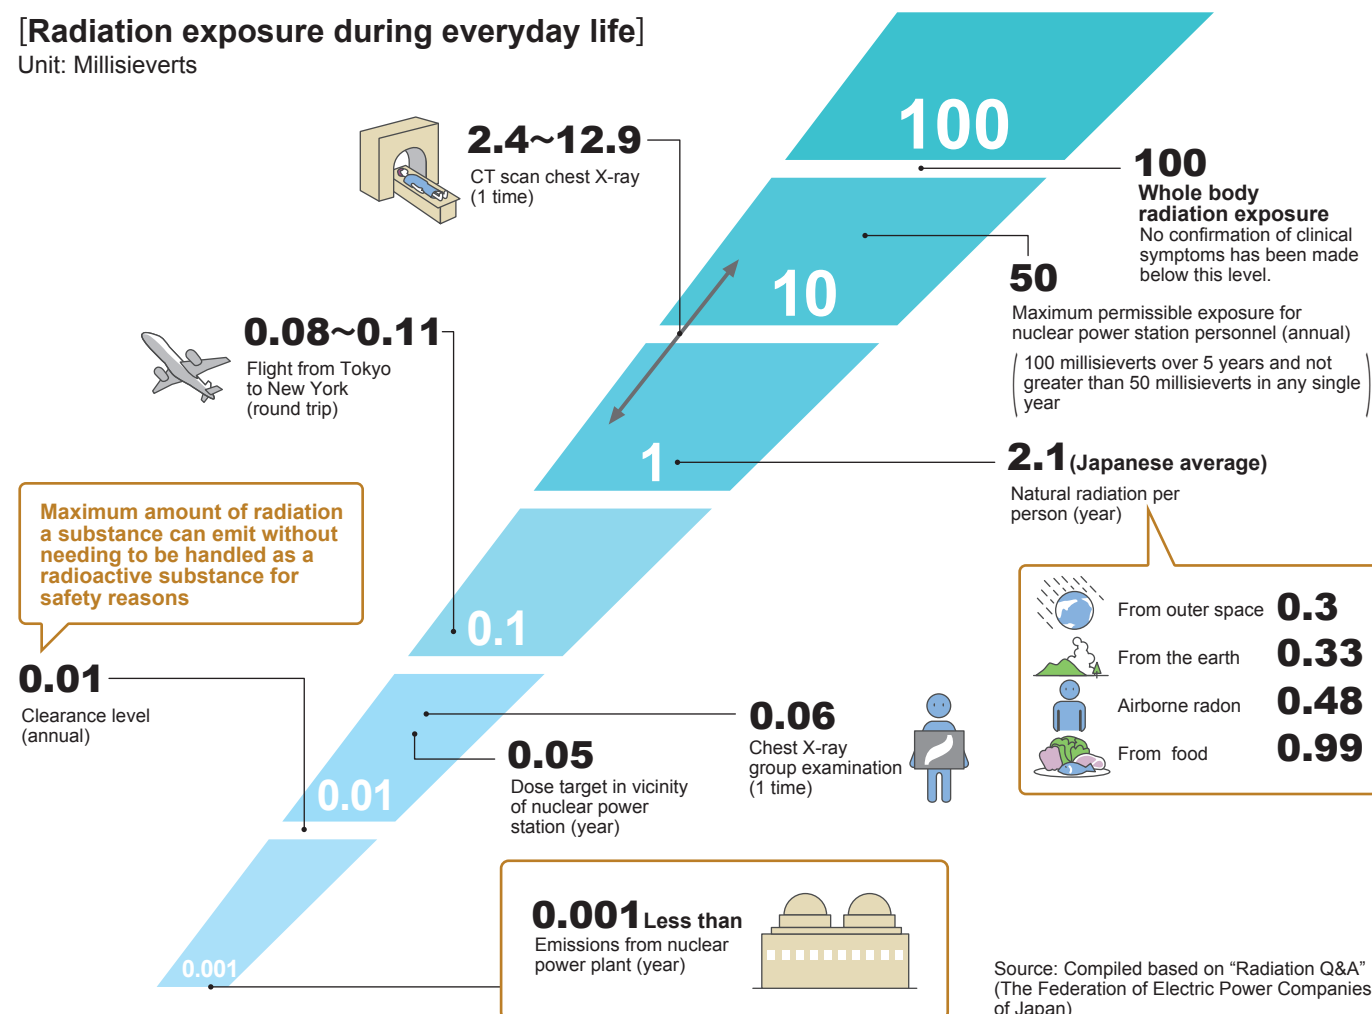 [Radiation exposure during everyday life]
Unit: Millisieverts
100
2.4~12.9
CT scan chest X-ray
(1 time)
100
Whole body
radiation exposure
No confirmation of clinical
symptoms has been made
below this level.
10
50
Maximum permissible exposure for
nuclear power station personnel (annual)
(100 millisieverts over 5 years and not
greater than 50 millisieverts in any single
year)
0.08~0.11
Flight from Tokyo
to New York
(round trip)
1
2.1 (Japanese average)
Natural radiation per
person (year)
From outer space 0.3
From the earth 0.33
Airborne radon 0.48
From food 0.99
Maximum amount of radiation
a substance can emit without
needing to be handled as a
radioactive substance for
safety reasons
0.1
0.01
Clearance level
(annual)
0.01
0.06
Chest X-ray
group examination
(1 time)
0.05
Dose target in vicinity
of nuclear power
station (year)
0.001
0.001 Less than
Emissions from nuclear
power plant (year)
Source: Compiled based on “Radiation Q&A”
(The Federation of Electric Power Companies
of Japan)